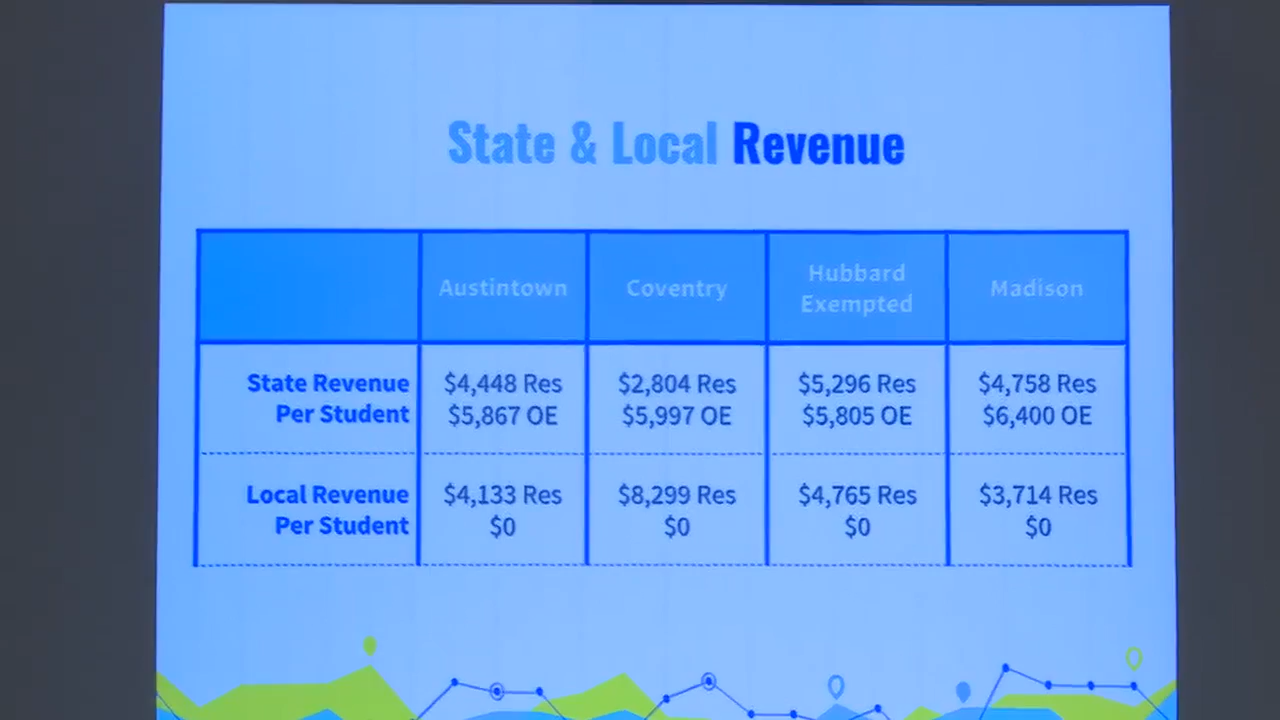 State & Local Revenue
Austintown
Coventry
Hubbard
Exempted
Madison
State Revenue
Per Student
$4,448 Res
$5,867 OE
$2,804 Res
$5,997 OE
$5,296 Res
$5,805 OE
$4,758 Res
$6,400 OE
Local Revenue
Per Student
$4,133 Res
$0
$8,299 Res
$0
$4,765 Res
$0
$3,714 Res
$0